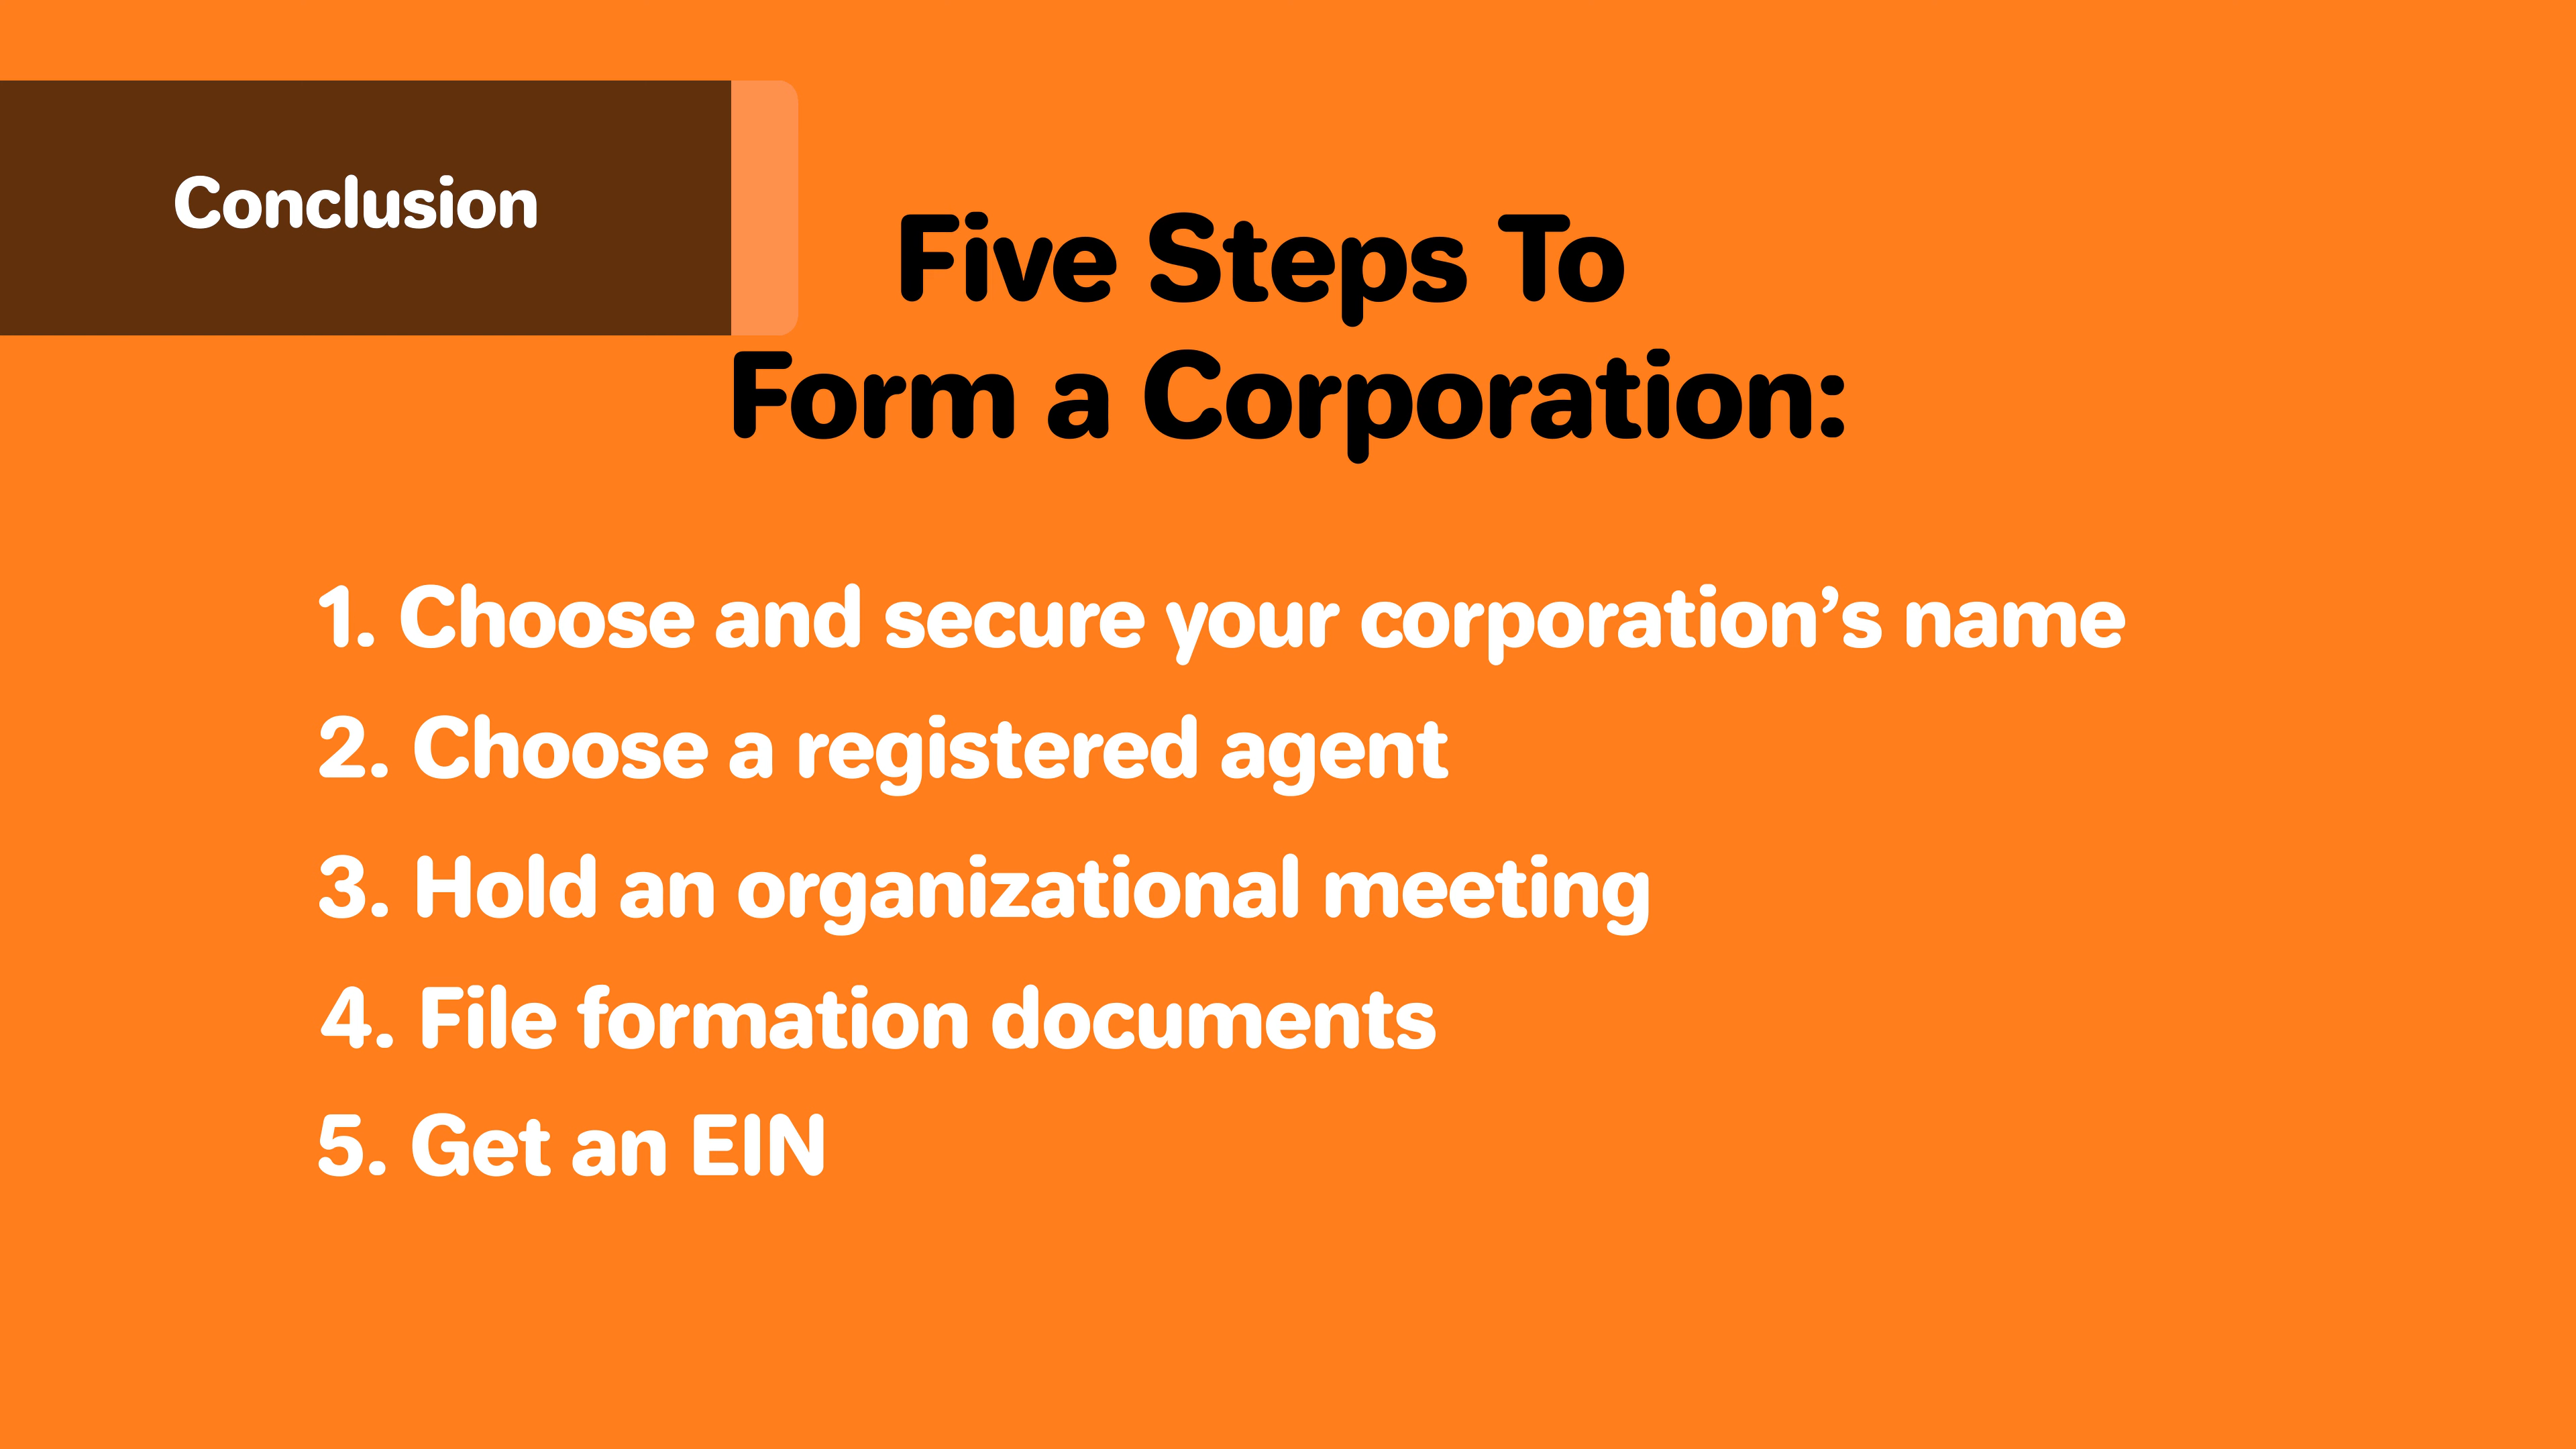 Conclusion
Five Steps To
Form a Corporation:
1. Choose and secure your corporation’s name
2. Choose a registered agent
3. Hold an organizational meeting
4. File formation documents
5. Get an EIN